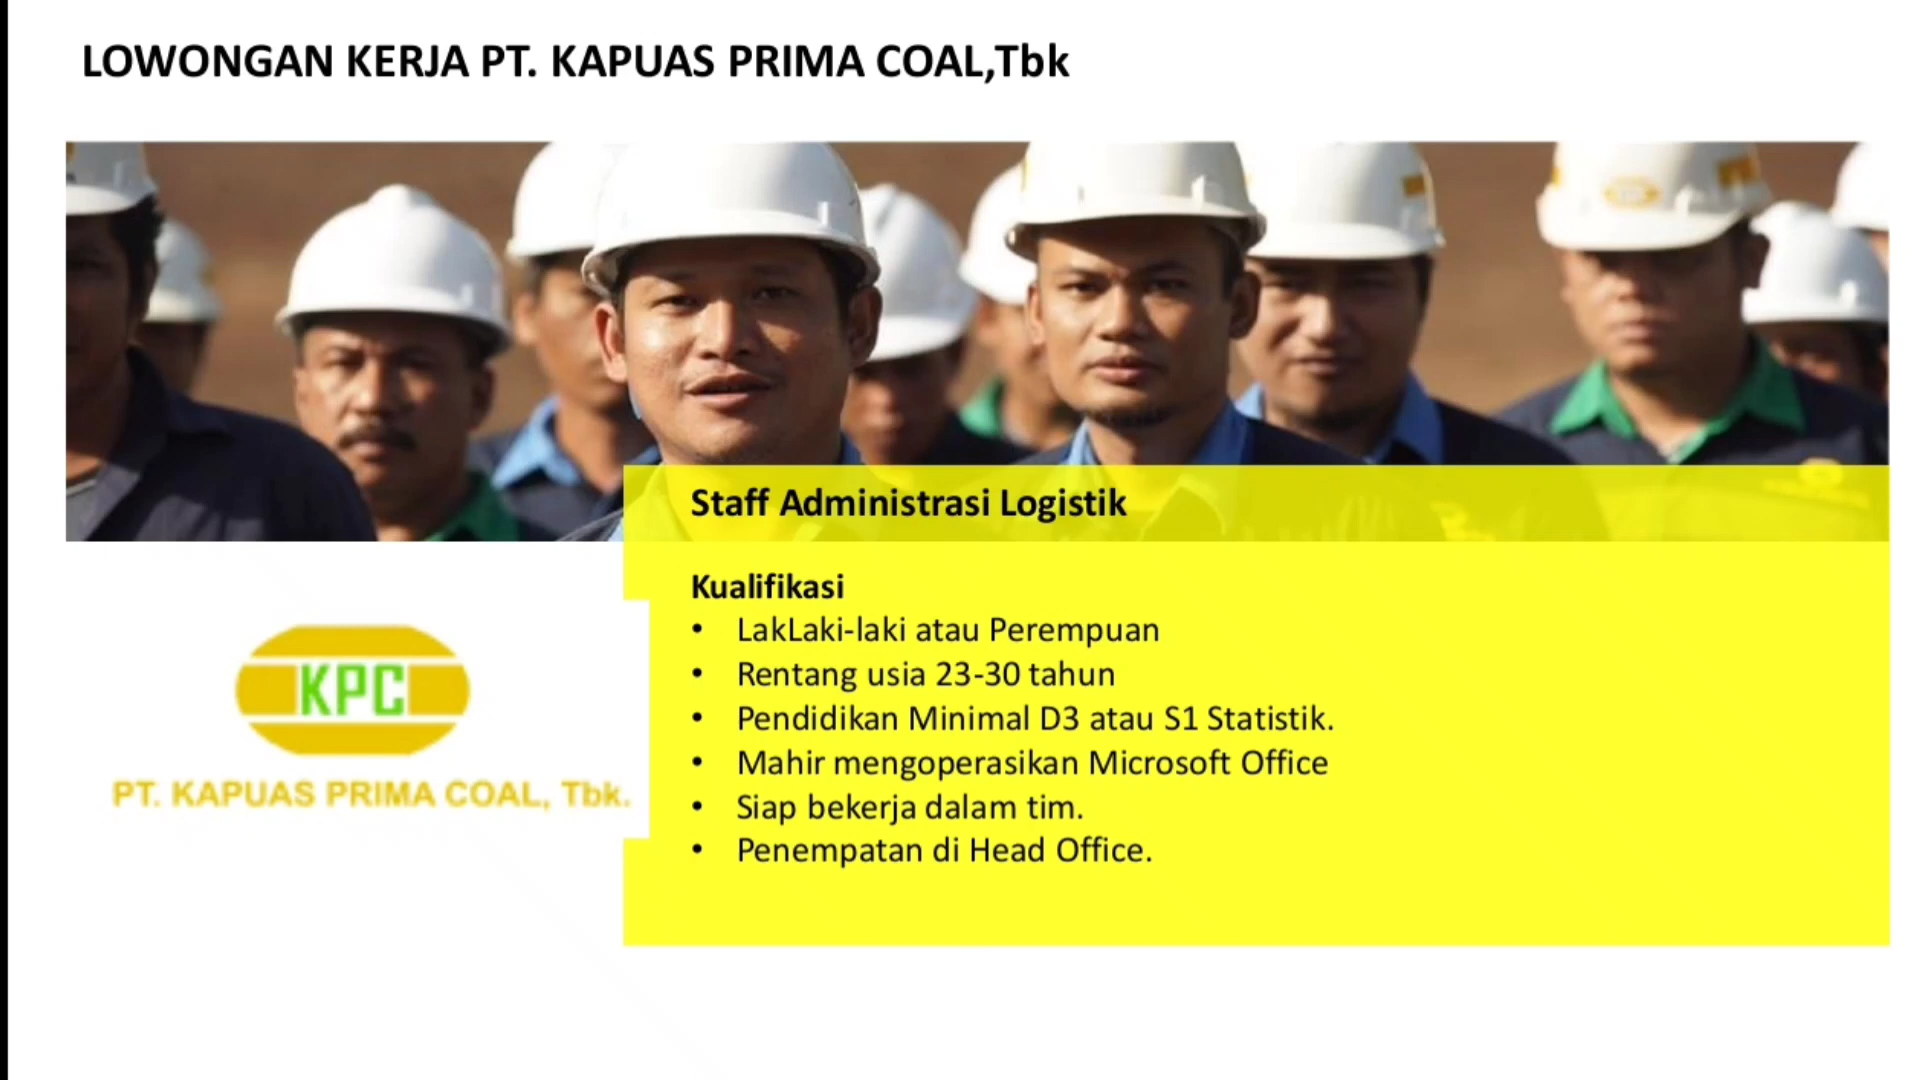 LOWONGAN KERJA PT. KAPUAS PRIMA COAL,Tbk
Staff Administrasi Logistik
Kualifikasi
• LakLaki-laki atau Perempuan
• Rentang usia 23-30 tahun
• Pendidikan Minimal D3 atau S1 Statistik.
• Mahir mengoperasikan Microsoft Office
• Siap bekerja dalam tim.
• Penempatan di Head Office.
KPC
PT. KAPUAS PRIMA COAL, Tbk.